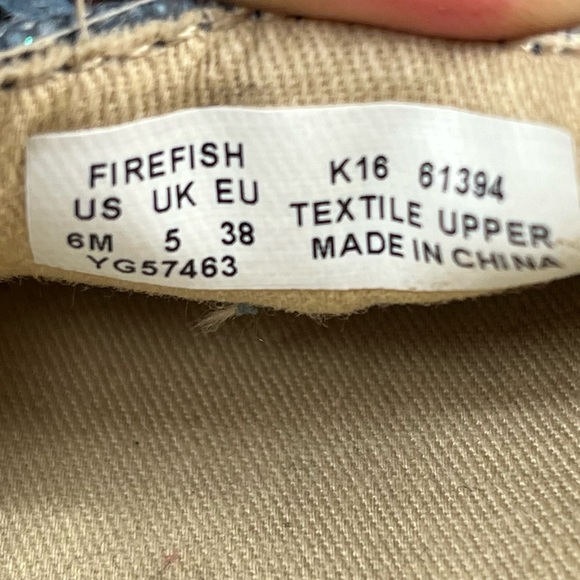 FIREFISH
US UK EU
6M 5 38
YG57463
K16 61394
TEXTILE UPPER
MADE IN CHINA